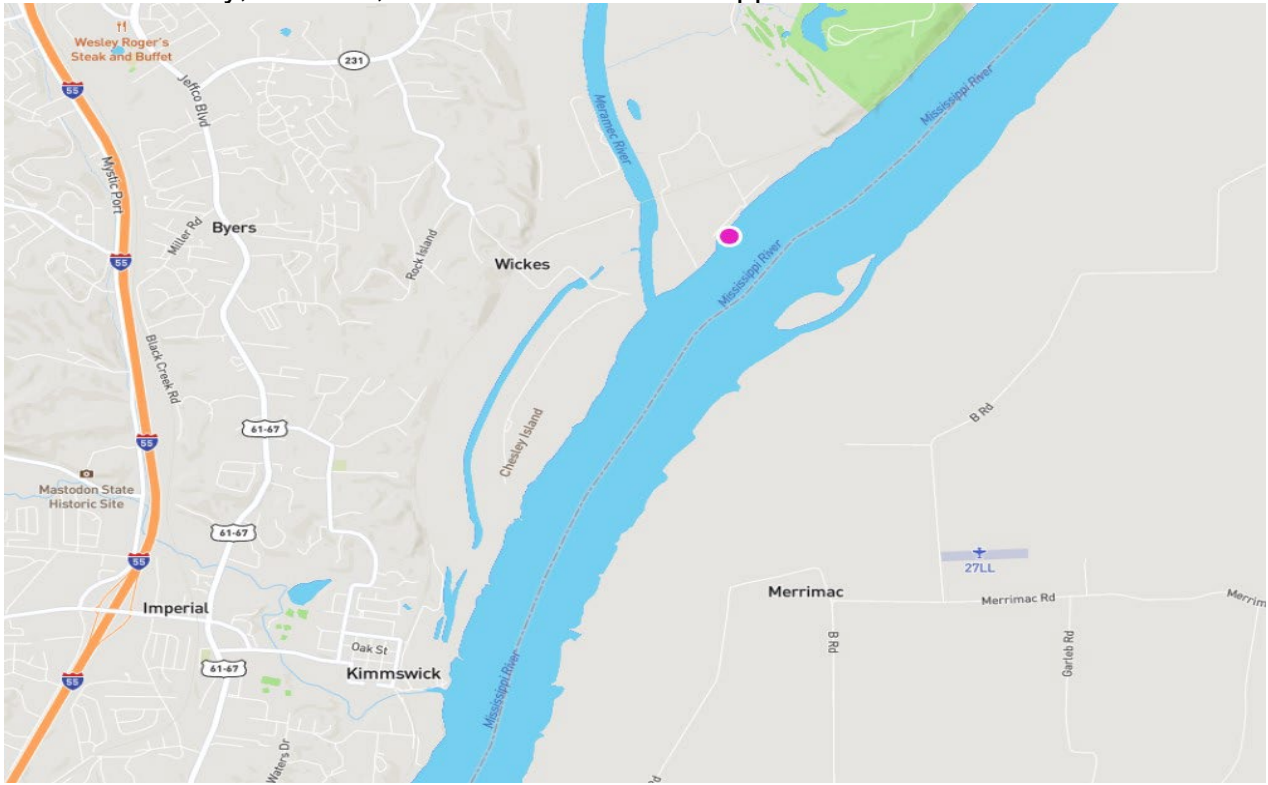 Wesley Roger's
Steak and Buffet
55
Jeffco Blvd
231
Meramec River
Mississippi River
Mystic Port
Miller Rd
Byers
55
Rock Island
Wickes
Mississippi River
Black Creek Rd
61-67
55
Chesley Island
B Rd
Mastodon State
Historic Site
61-67
55
27LL
Imperial
Merrimac
Merrimac Rd
Merrim
Oak St
B Rd
Garleb Rd
61-67
55
Kimmswick
Mississippi River
Waters Dr
Rd